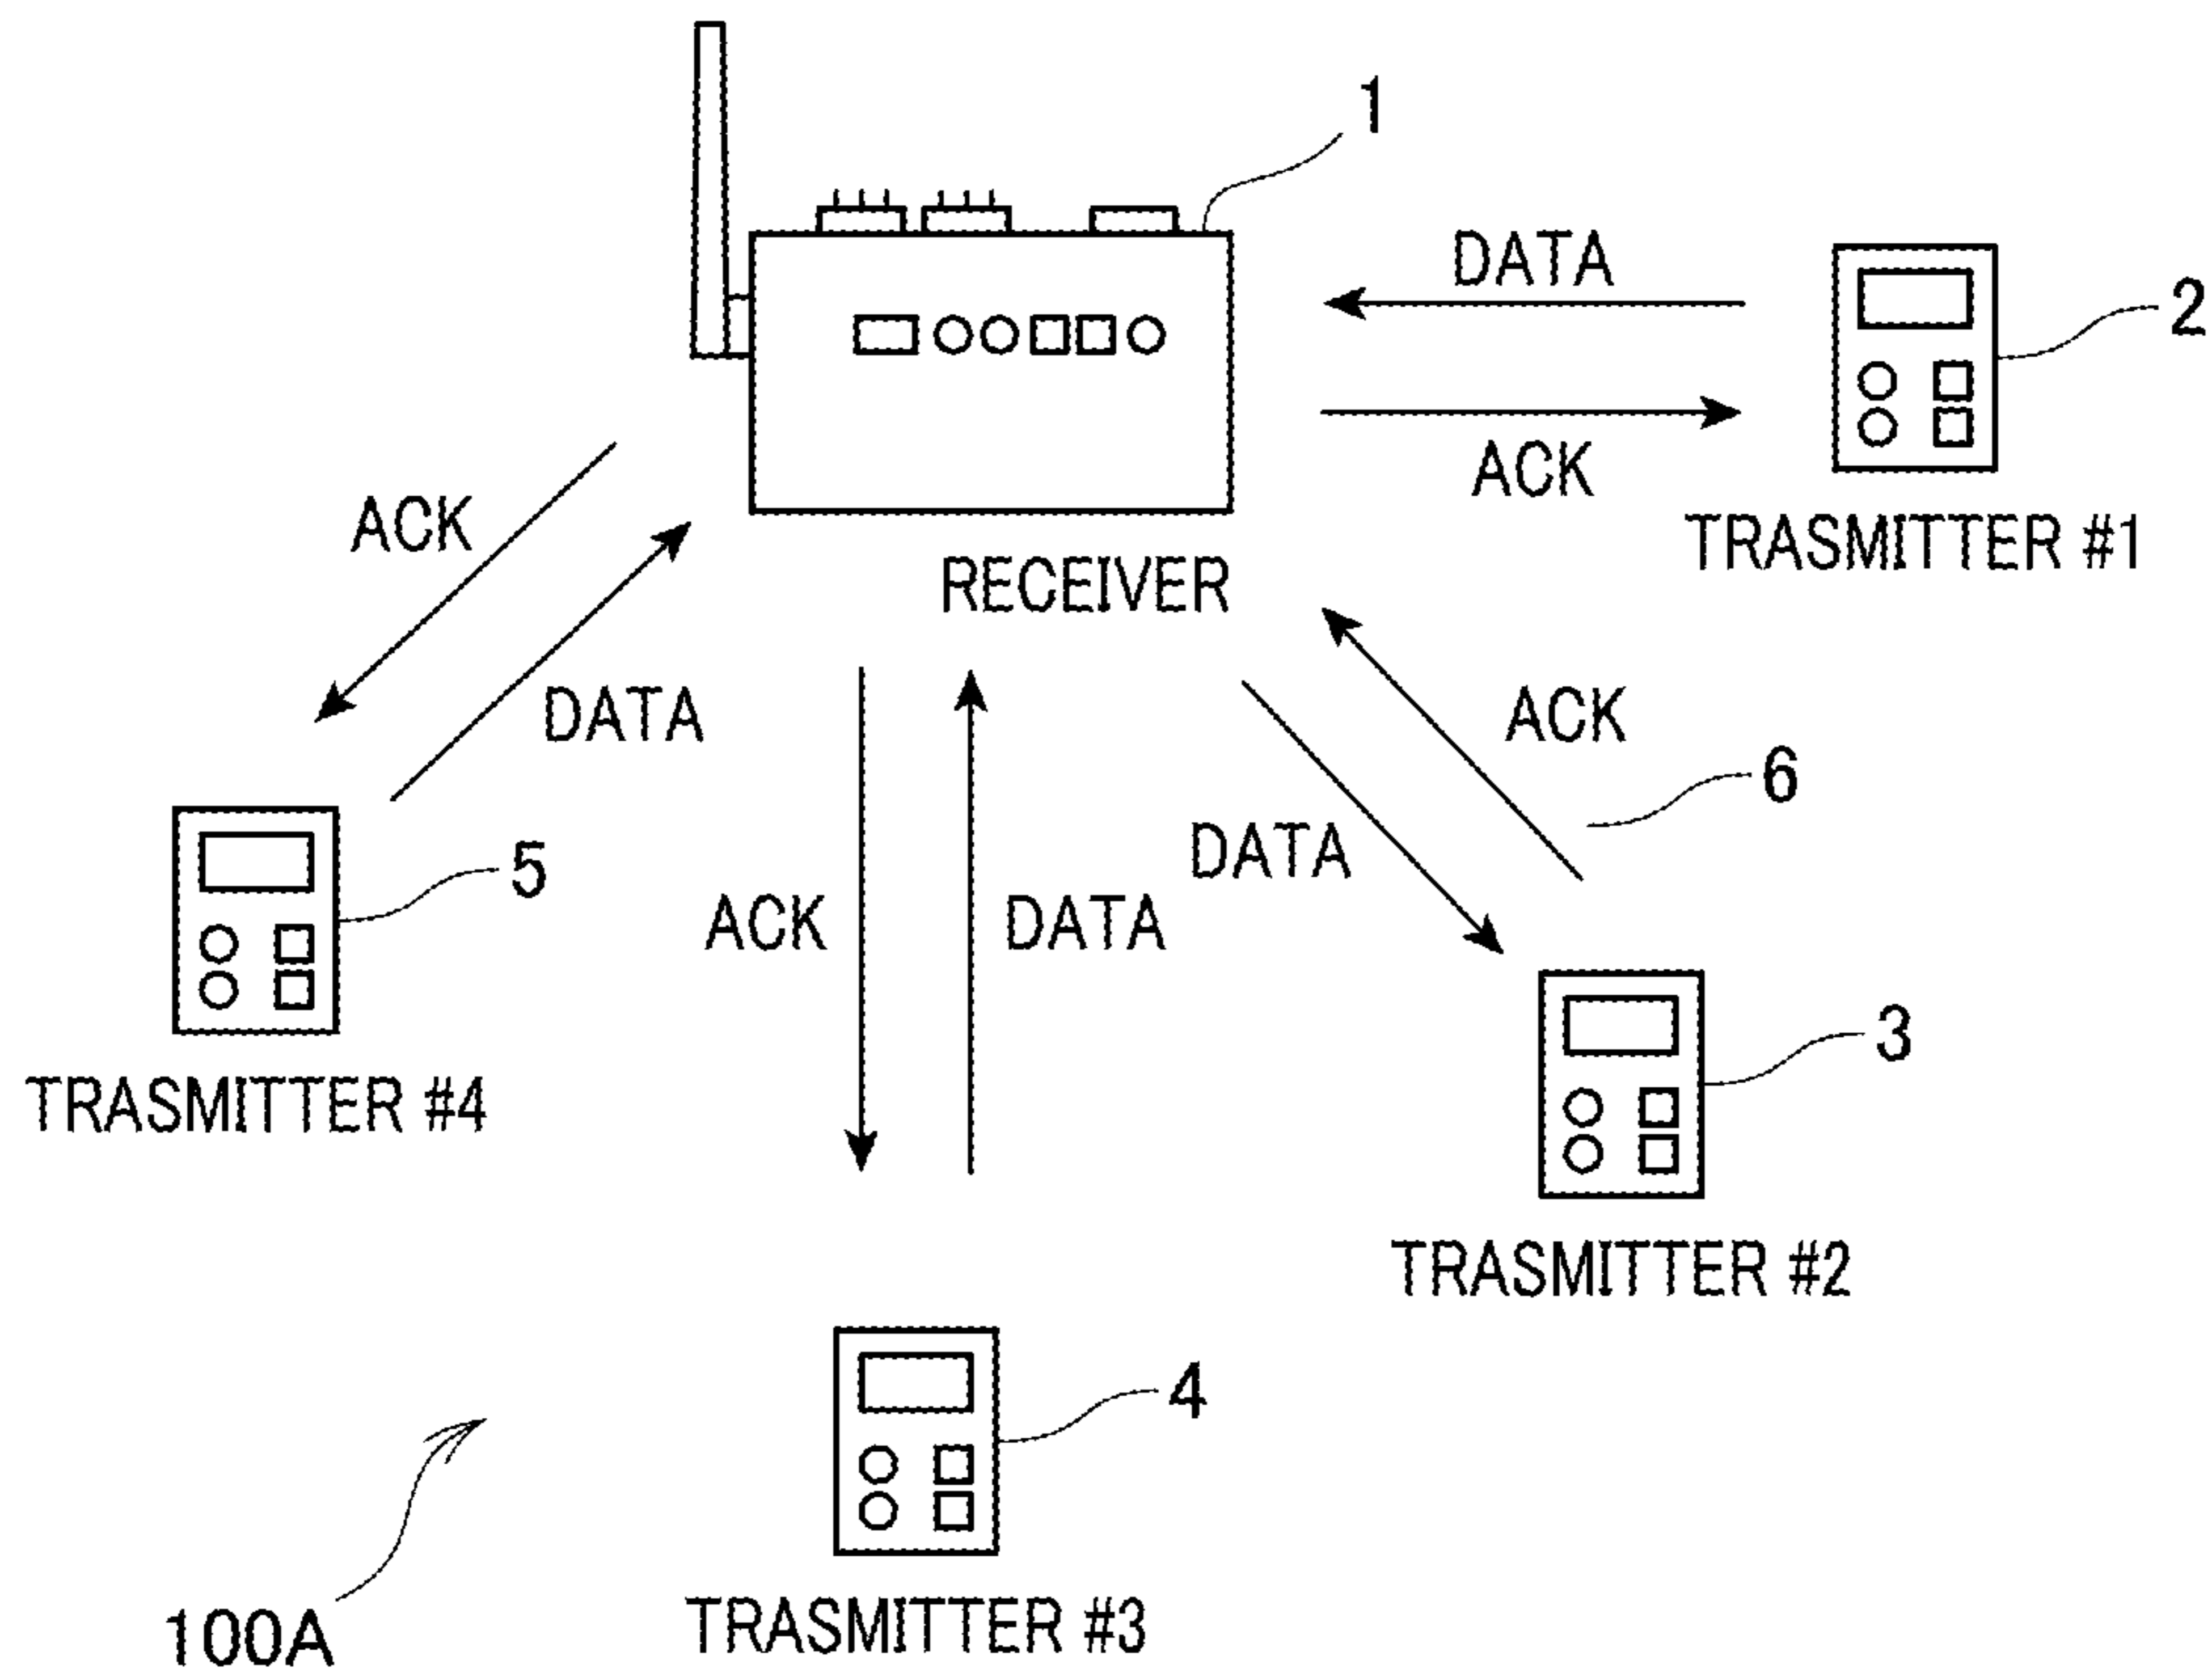 1
DATA
2
ACK
ACK
TRASMITTER #1
RECEIVER
DATA
ACK
6
DATA
5
ACK
DATA
3
TRASMITTER #4
TRASMITTER #2
4
100A
TRASMITTER #3